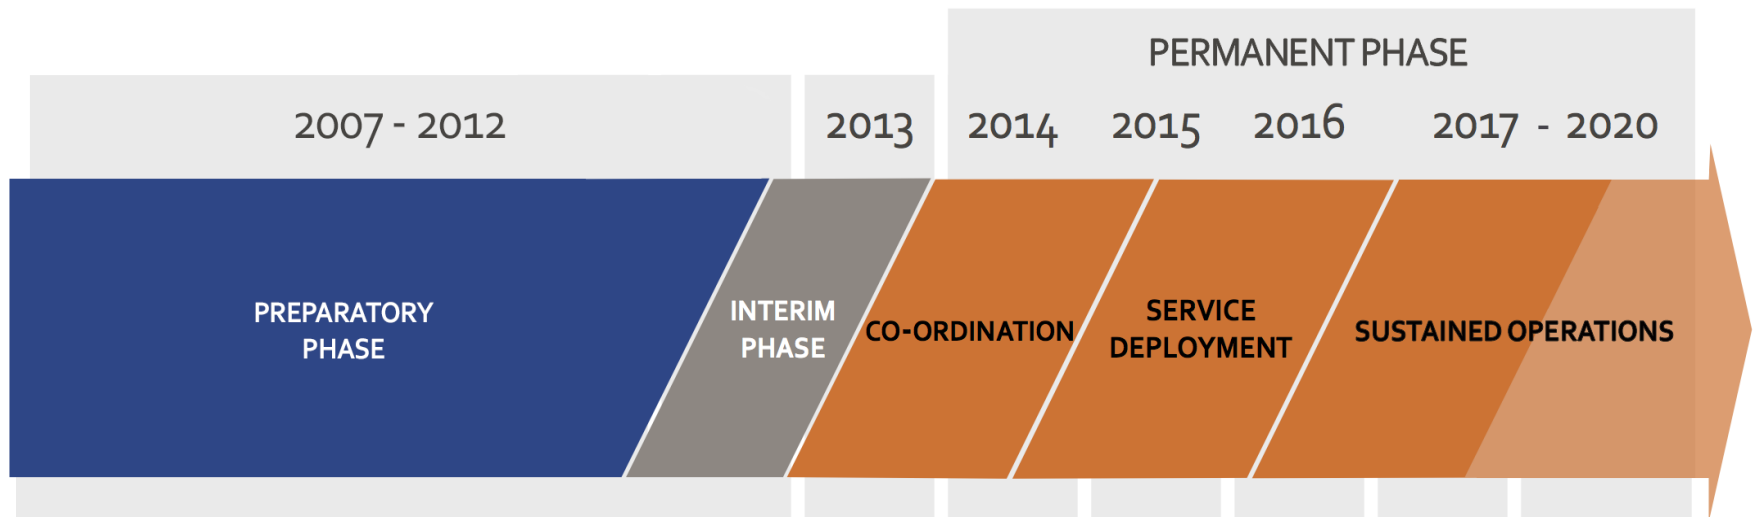 PERMANENT PHASE
2007 - 2012
2013
2014
2015
2016
2017 - 2020
PREPARATORY
PHASE
INTERIM
PHASE
CO-ORDINATION
SERVICE
DEPLOYMENT
SUSTAINED OPERATIONS